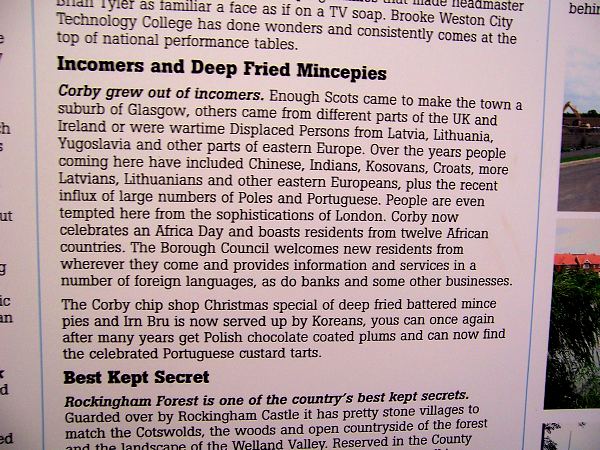 Brian Tyler as familiar a face as if on a TV soap. Brooke Weston City
Technology College has done wonders and consistently comes at the
top of national performance tables.
Incomers and Deep Fried Mincepies
Corby grew out of incomers. Enough Scots came to make the town a
suburb of Glasgow, others came from different parts of the UK and
Ireland or were wartime Displaced Persons from Latvia, Lithuania,
Yugoslavia and other parts of eastern Europe. Over the years people
coming here have included Chinese, Indians, Kosovans, Croats, more
Latvians, Lithuanians and other eastern Europeans, plus the recent
influx of large numbers of Poles and Portuguese. People are even
tempted here from the sophistications of London. Corby now
celebrates an Africa Day and boasts residents from twelve African
countries. The Borough Council welcomes new residents from
wherever they come and provides information and services in a
number of foreign languages, as do banks and some other businesses.
The Corby chip shop Christmas special of deep fried battered mince
pies and Irn Bru is now served up by Koreans, yous can once again
after many years get Polish chocolate coated plums and can now find
the celebrated Portuguese custard tarts.
Best Kept Secret
Rockingham Forest is one of the country's best kept secrets.
Guarded over by Rockingham Castle it has pretty stone villages to
match the Cotswolds, the woods and open countryside of the forest
and the landscape of the Welland Valley. Reserved in the County